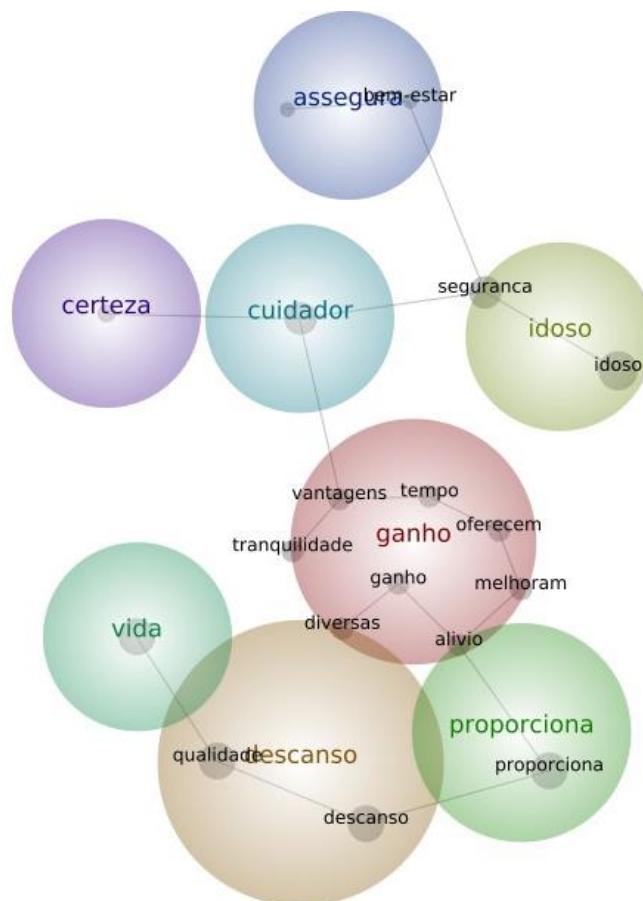 assegura
bem-estar
seguranca
certeza
cuidador
idoso
idoso
vantagens
tempo
oferecem
tranquilidade
ganho
ganho
melhoram
diversas
alivio
vida
proporciona
qualidade
descanso
proporciona
descanso